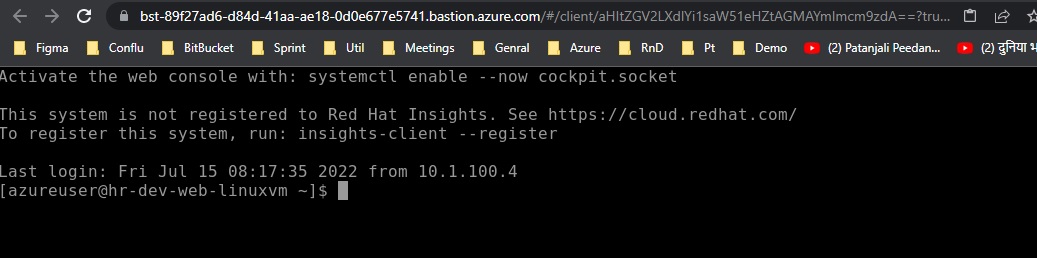 bst-89f27ad6-d84d-41aa-ae18-0d0e677e5741.bastion.azure.com/#/client/aHItZGV2LXdlYi1saW51eHZtAGMAYmlmcm9zdA==?tru...
Figma Conflu BitBucket Sprint Util Meetings Genral Azure RnD Pt Demo (2) Patanjali Peedan... (2) दुनिया भ
Activate the web console with: systemctl enable --now cockpit.socket
This system is not registered to Red Hat Insights. See https://cloud.redhat.com/
To register this system, run: insights-client --register
Last login: Fri Jul 15 08:17:35 2022 from 10.1.100.4
[azureuser@hr-dev-web-linuxvm ~]$